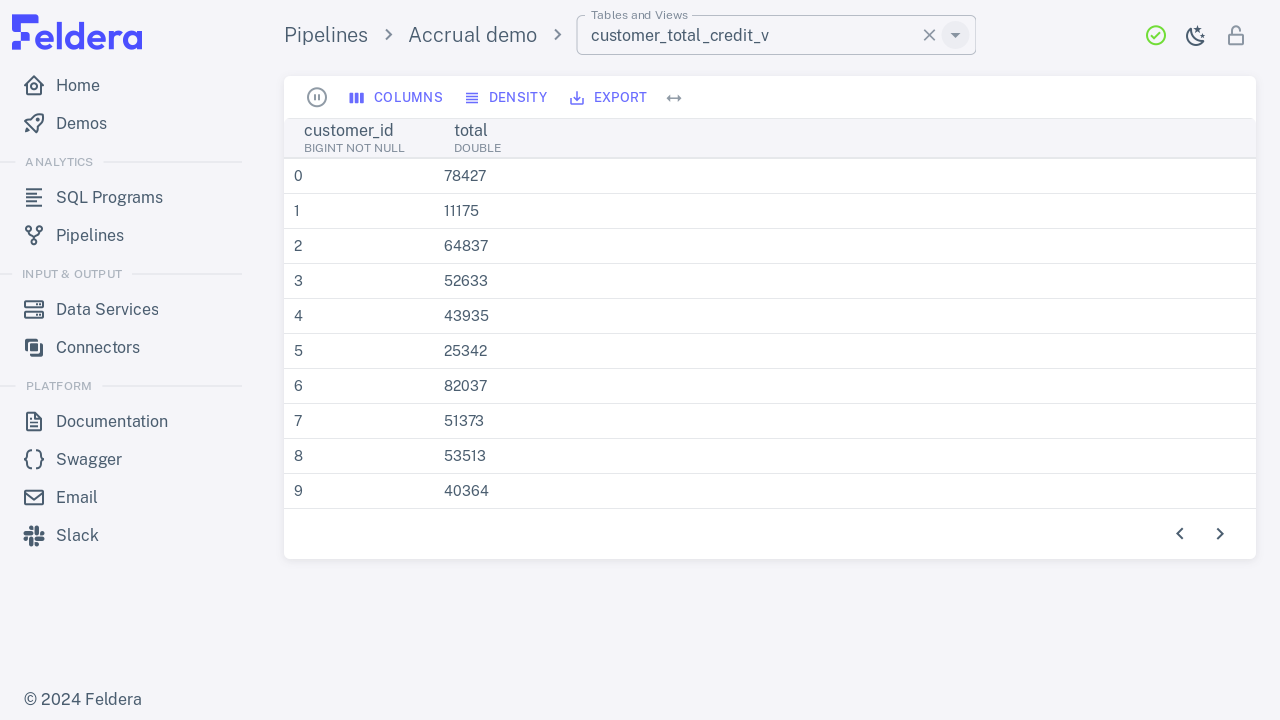 Feldera
Pipelines Accrual demo
Tables and Views
customer_total_credit_v
Home
Demos
ANALYTICS
SQL Programs
Pipelines
INPUT & OUTPUT
Data Services
Connectors
PLATFORM
Documentation
Swagger
Email
Slack
© 2024 Feldera
COLUMNS DENSITY EXPORT
customer_id total
BIGINT NOT NULL DOUBLE
0 78427
1 11175
2 64837
3 52633
4 43935
5 25342
6 82037
7 51373
8 53513
9 40364